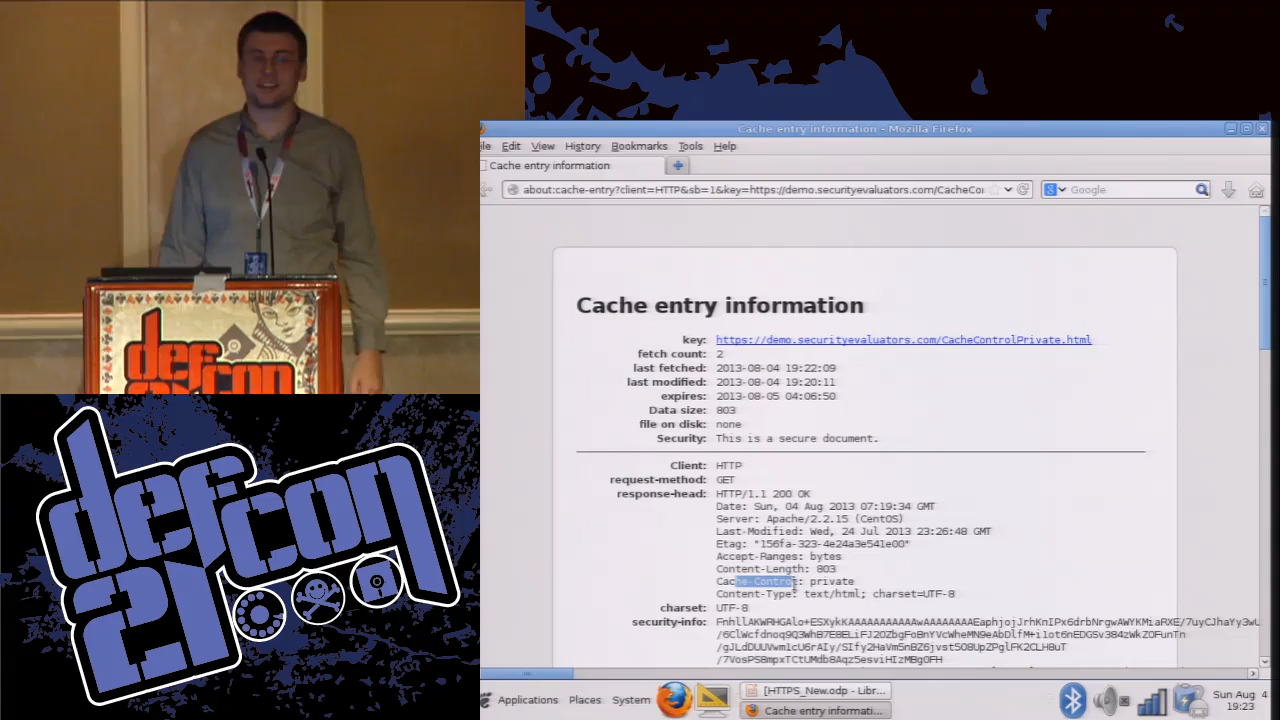 Cache entry information - Mozilla Firefox
Edit View History Bookmarks Tools Help
Cache entry information
about:cache-entry?client=HTTP&sb=1&key=https://demo.securityevaluators.com/CacheCo
Google
Cache entry information
key: https://demo.securityevaluators.com/CacheControlPrivate.html
fetch count: 2
last fetched: 2013-08-04 19:22:09
last modified: 2013-08-04 19:20:11
expires: 2013-08-05 04:06:50
Data size: 803
file on disk: none
Security: This is a secure document.
Client: HTTP
request-method: GET
response-head: HTTP/1.1 200 OK
Date: Sun, 04 Aug 2013 07:19:34 GMT
Server: Apache/2.2.15 (CentOS)
Last-Modified: Wed, 24 Jul 2013 23:26:48 GMT
Etag: "156fa-323-4e24a3e541e00"
Accept-Ranges: bytes
Content-Length: 803
Cache-Control: private
Content-Type: text/html; charset=UTF-8
charset: UTF-8
security-info:
def
con
defcon
21
Applications Places System
[HTTPS_New.odp - Libr...
Cache entry informati...
Sun Aug 4
19:23